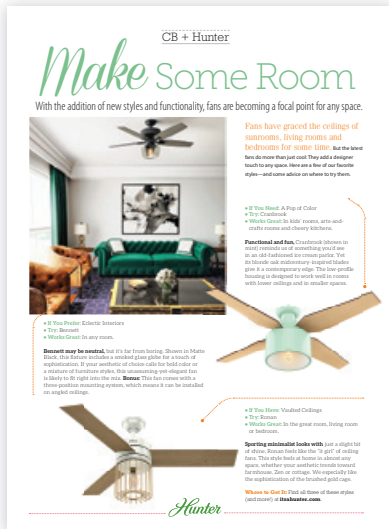 CB + Hunter
Make Some Room
With the addition of new styles and functionality, fans are becoming a focal point for any space.
Fans have graced the ceilings of
sunrooms, living rooms and
bedrooms for some time. But the latest
fans do more than just cool: They add a designer
touch to any space. Here are a few of our favorite
styles—and some advice on where to try them.
• If You Need: A Pop of Color
• Try: Cranbrook
• Works Great: In kids' rooms, arts-and-
crafts rooms and cheery kitchens.
Functional and fun, Cranbrook (shown in
mint) reminds us of something you'd see
in an old-fashioned ice cream parlor. Yet
its blonde oak midcentury-inspired blades
give it a contemporary edge. The low-profile
housing is designed to work well in rooms
with lower ceilings and in smaller spaces.
• If You Prefer: Eclectic Interiors
• Try: Bennett
• Works Great: In any room.
Bennett may be neutral, but it's far from boring. Shown in Matte
Black, this fixture includes a smoked glass globe for a touch of
sophistication. If your aesthetic of choice calls for bold color or
a mixture of furniture styles, this unassuming-yet-elegant fan
is likely to fit right into the mix. Bonus: This fan comes with a
three-position mounting system, which means it can be installed
on angled ceilings.
• If You Have: Vaulted Ceilings
• Try: Ronan
• Works Great: In the great room, living room
or bedroom.
Sporting minimalist looks with just a slight bit
of shine, Ronan feels like the "it girl" of ceiling
fans. This style feels at home in almost any
space, whether your aesthetic trends toward
farmhouse, Zen or cottage. We especially like
the sophistication of the brushed gold cage.
Where to Get It: Find all three of these styles
(and more!) at itsahunter.com.
Hunter